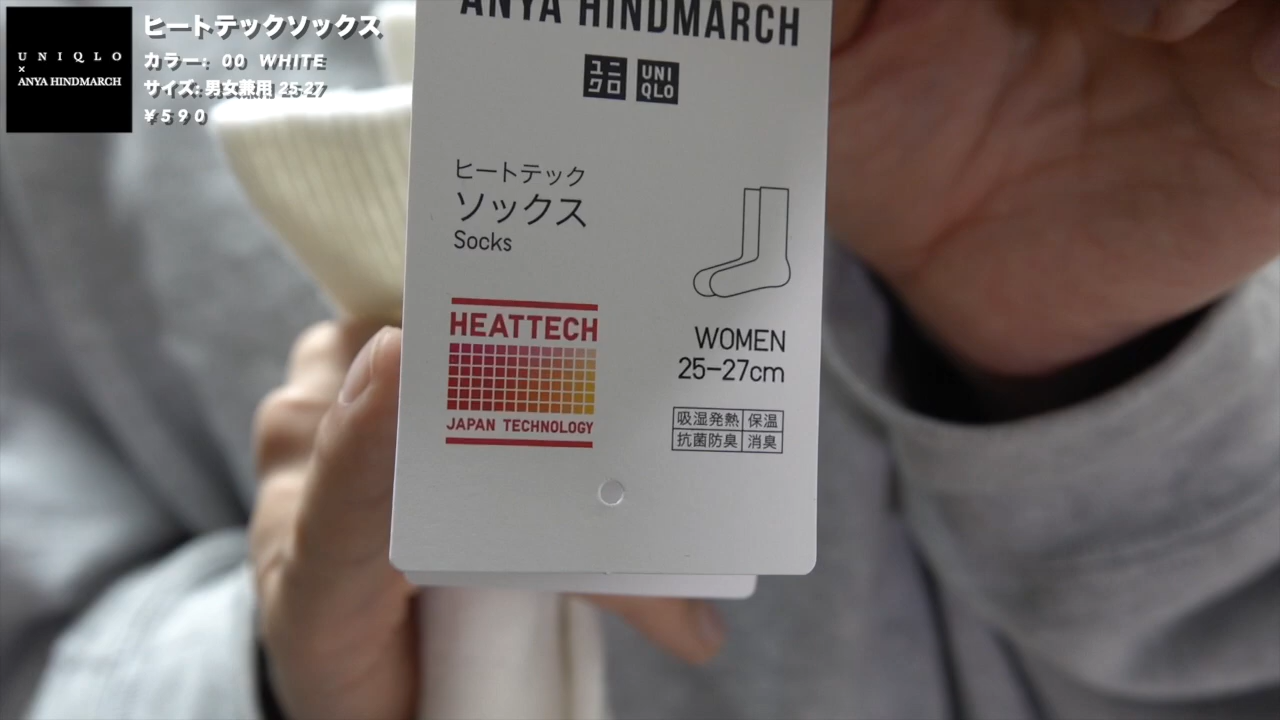 UNIQLO
×
ANYA HINDMARCH
ヒートテックソックス
カラー: 00 WHITE
サイズ: 男女兼用 25-27
¥590
ANYA HINDMARCH
ユニクロ
UNIQLO
ヒートテック
ソックス
Socks
HEATTECH
JAPAN TECHNOLOGY
WOMEN
25-27cm
吸湿発熱 保温
抗菌防臭 消臭